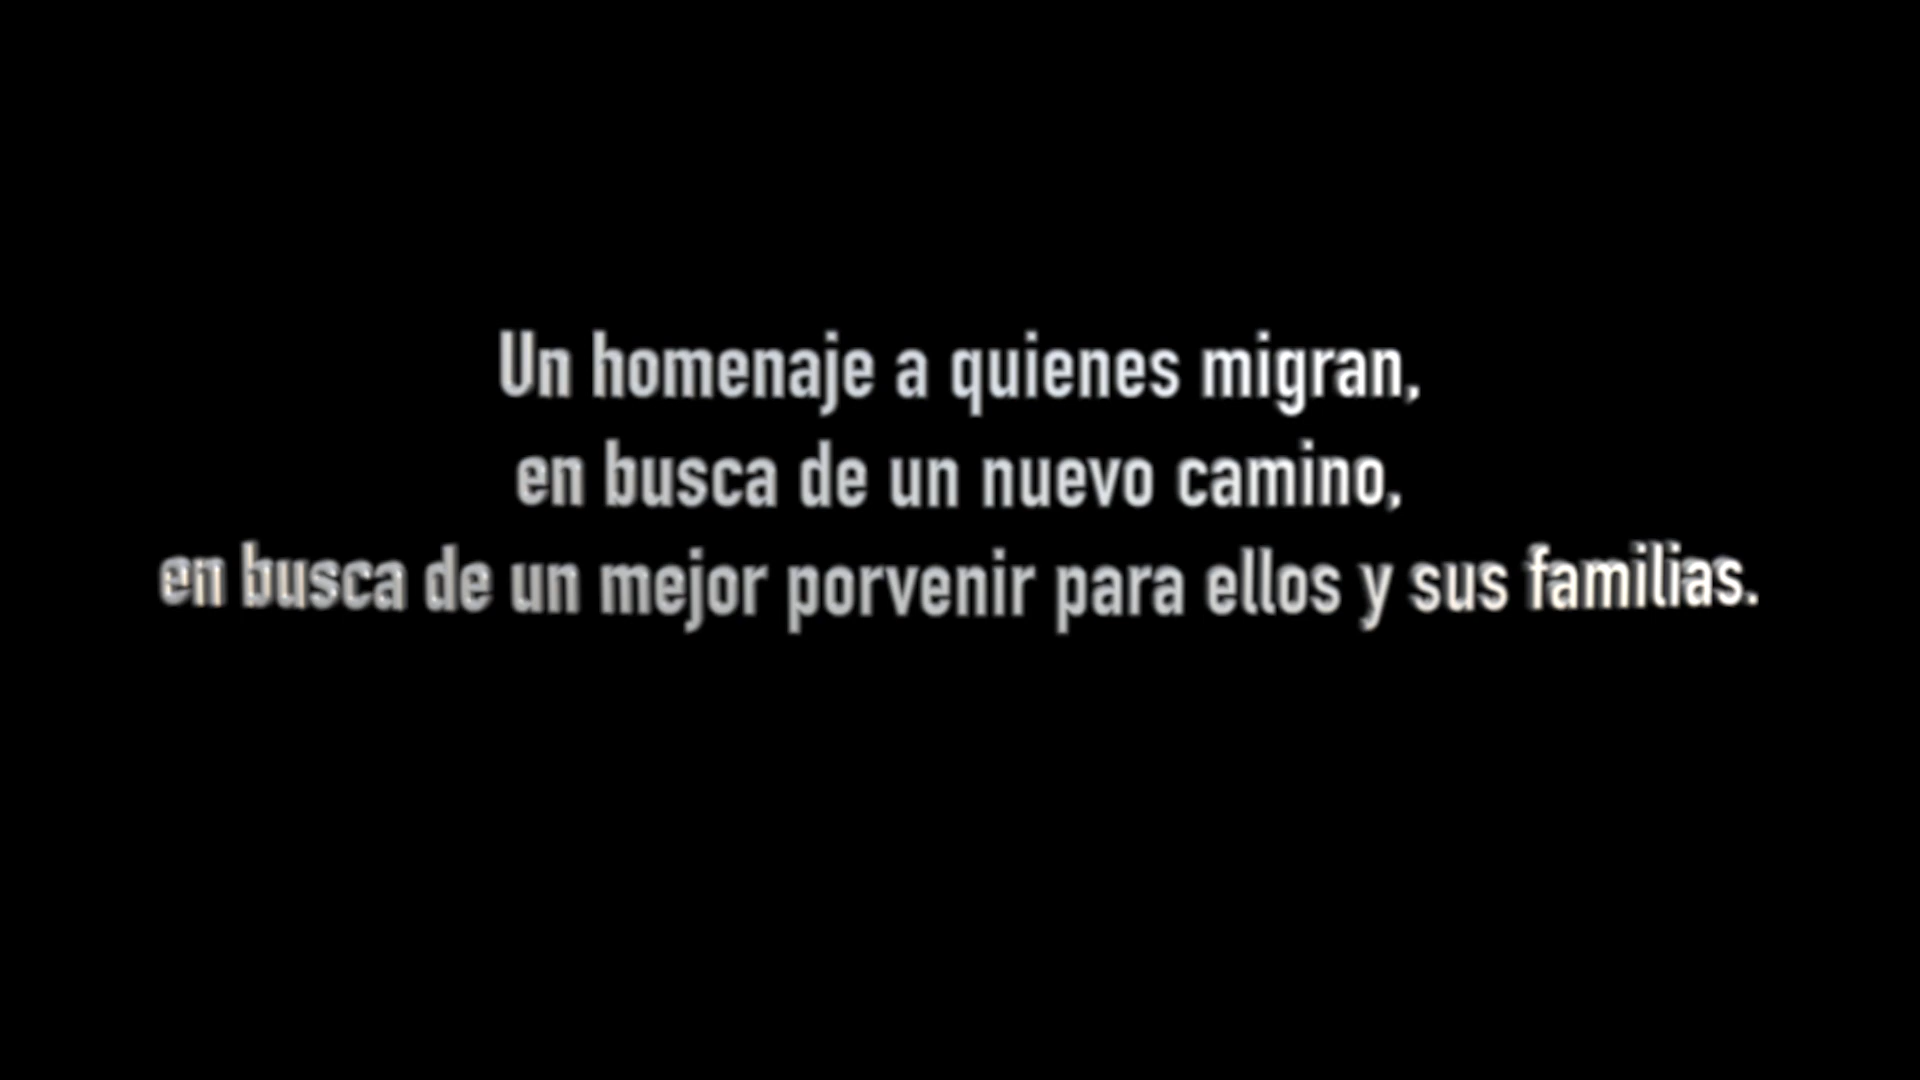 Un homenaje a quienes migran,
en busca de un nuevo camino,
en busca de un mejor porvenir para ellos y sus familias.